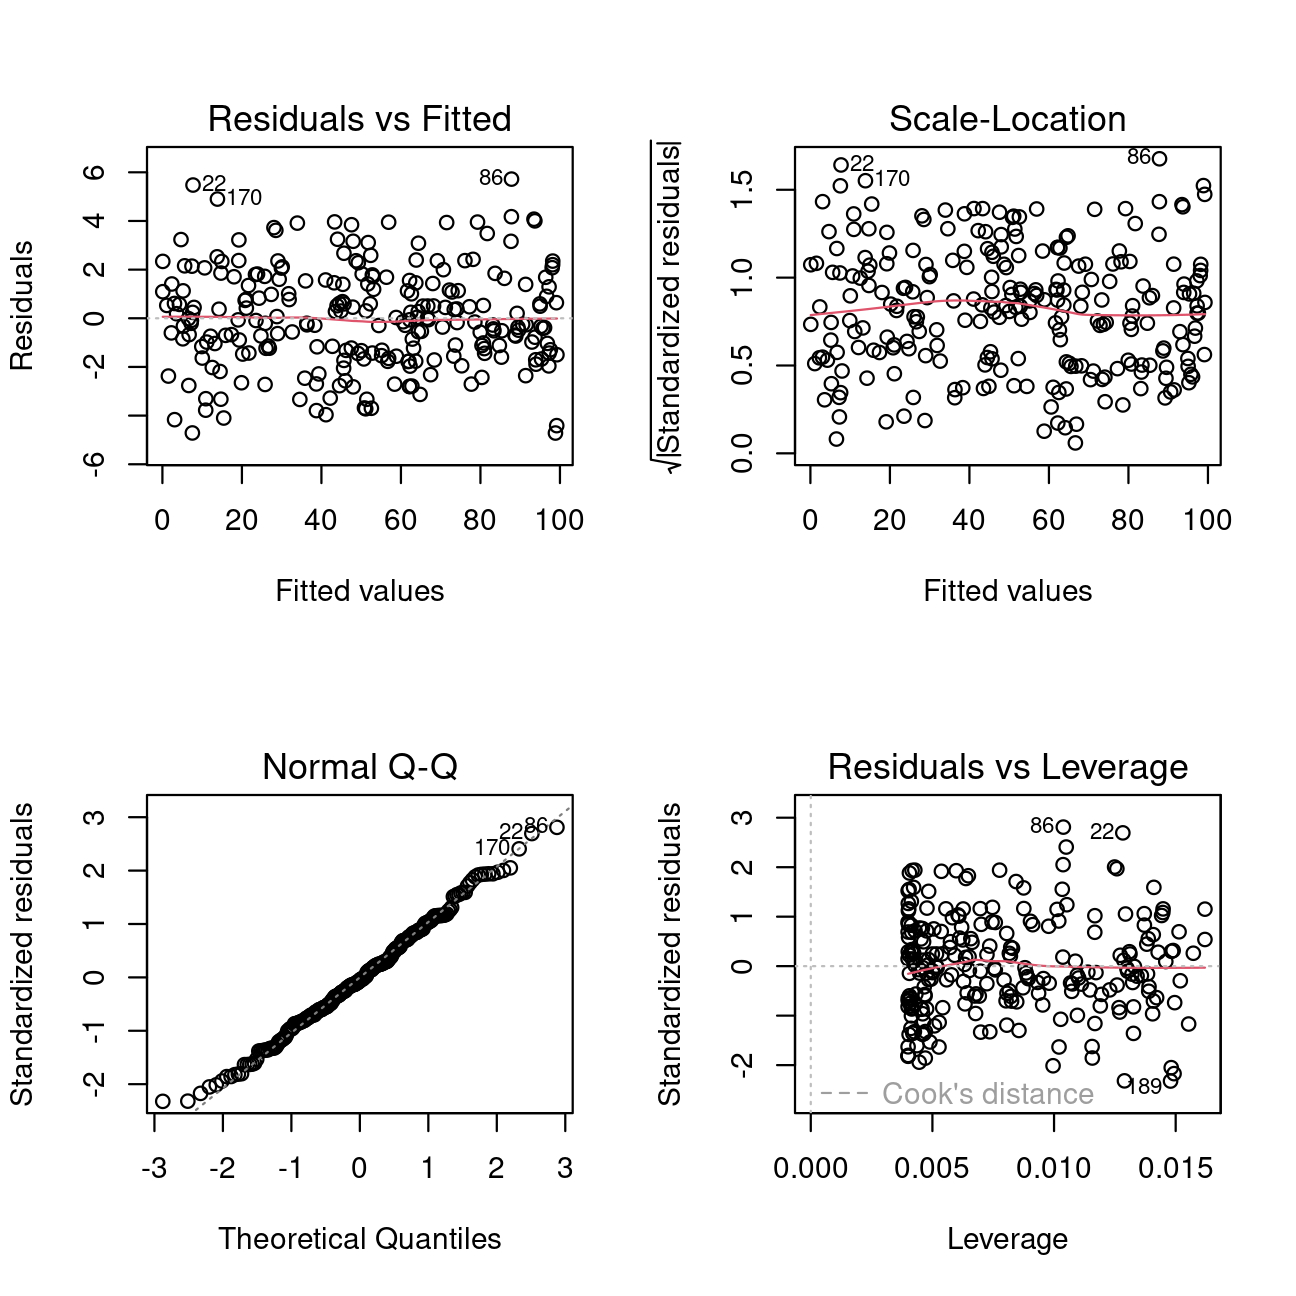 Residuals vs Fitted
Residuals
6
4
2
0
-2
-6
22
170
86
0 20 40 60 80 100
Fitted values
Scale-Location
√|Standardized residuals|
1.5
1.0
0.5
0.0
22
170
86
0 20 40 60 80 100
Fitted values
Normal Q-Q
Standardized residuals
3
2
1
0
-1
-2
170
22
86
-3 -2 -1 0 1 2 3
Theoretical Quantiles
Residuals vs Leverage
Standardized residuals
3
2
1
0
-2
86
22
189
Cook's distance
0.000 0.005 0.010 0.015
Leverage